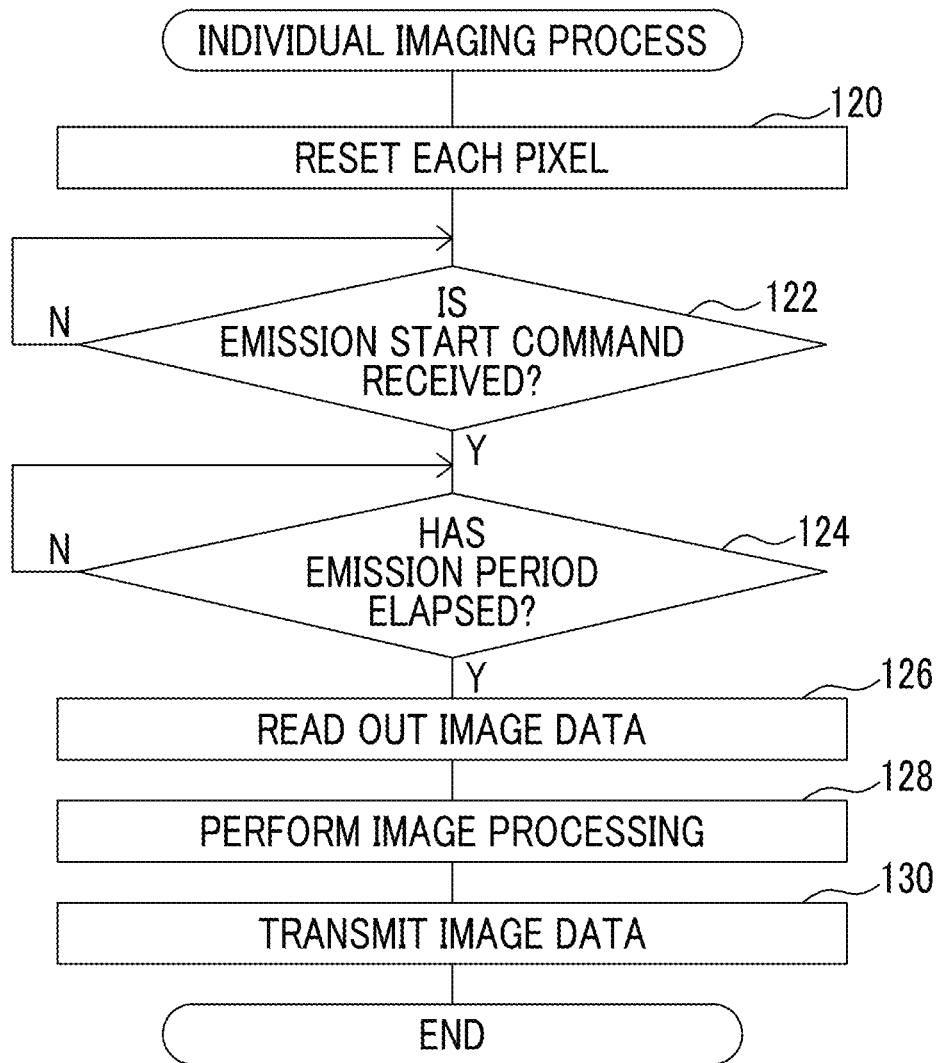 INDIVIDUAL IMAGING PROCESS
120
RESET EACH PIXEL
122
IS
EMISSION START COMMAND
RECEIVED?
N
Y
124
HAS
EMISSION PERIOD
ELAPSED?
N
Y
126
READ OUT IMAGE DATA
128
PERFORM IMAGE PROCESSING
130
TRANSMIT IMAGE DATA
END